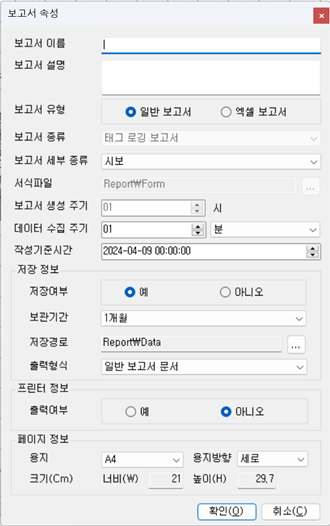 보고서 속성
보고서 이름
보고서 설명
보고서 유형 일반 보고서 엑셀 보고서
보고서 종류 태그 로깅 보고서
보고서 세부 종류 시보
서식파일 Report₩Form ...
보고서 생성 주기 01 시
데이터 수집 주기 01 분
작성기준시간 2024-04-09 00:00:00
저장 정보
저장여부 예 아니오
보관기간 1개월
저장경로 Report₩Data ...
출력형식 일반 보고서 문서
프린터 정보
출력여부 예 아니오
페이지 정보
용지 A4 용지방향 세로
크기(Cm) 너비(₩) 21 높이(H) 29,7
확인(O) 취소(C)